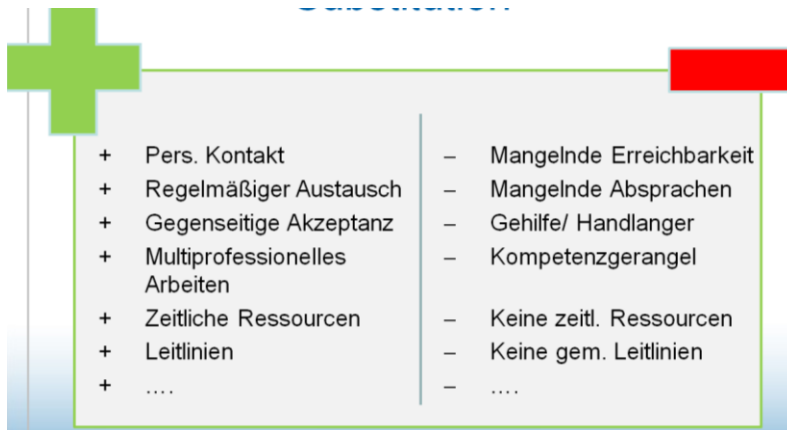 + Pers. Kontakt
+ Regelmäßiger Austausch
+ Gegenseitige Akzeptanz
+ Multiprofessionelles
Arbeiten
+ Zeitliche Ressourcen
+ Leitlinien
+ ....
– Mangelnde Erreichbarkeit
– Mangelnde Absprachen
– Gehilfe/ Handlanger
– Kompetenzgerangel
– Keine zeitl. Ressourcen
– Keine gem. Leitlinien
– ....